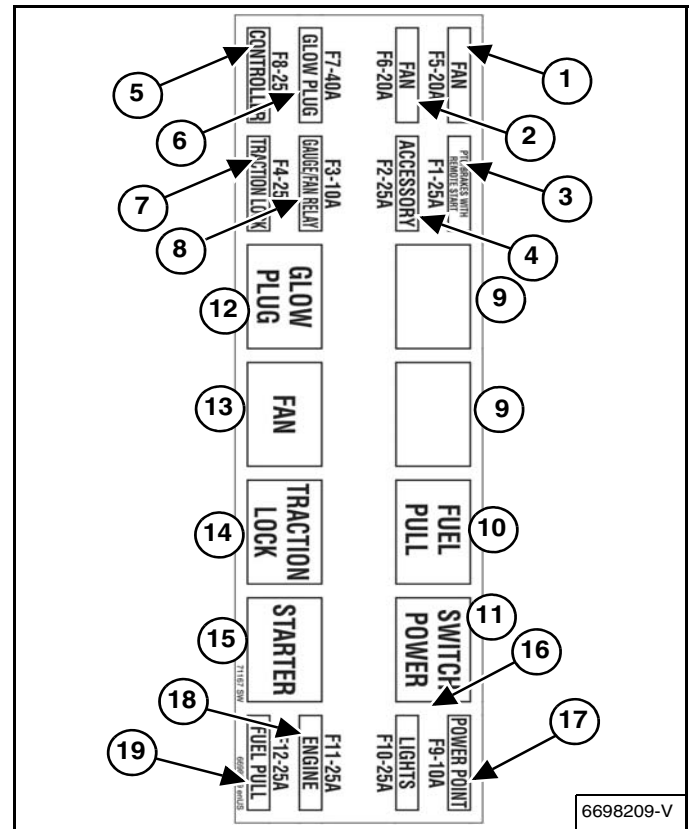 CONTROLLER
F8-25
GLOW PLUG
F7-40A
FAN
F6-20A
FAN
F5-20A
5
6
1
2
TRACTION LOCK
F4-25
GAUGE/FAN RELAY
F3-10A
ACCESSORY
F2-25A
BRAKES WITH
REMOTE START
F1-25A
7
8
3
4
GLOW
PLUG
12
9
FAN
13
9
TRACTION
LOCK
14
FUEL
PULL
10
STARTER
15
SWITCH
POWER
11
16
71167 SW
18
17
19
FUEL PULL
F12-25A
ENGINE
F11-25A
LIGHTS
F10-25A
POWER POINT
F9-10A
enUS
6698209-V